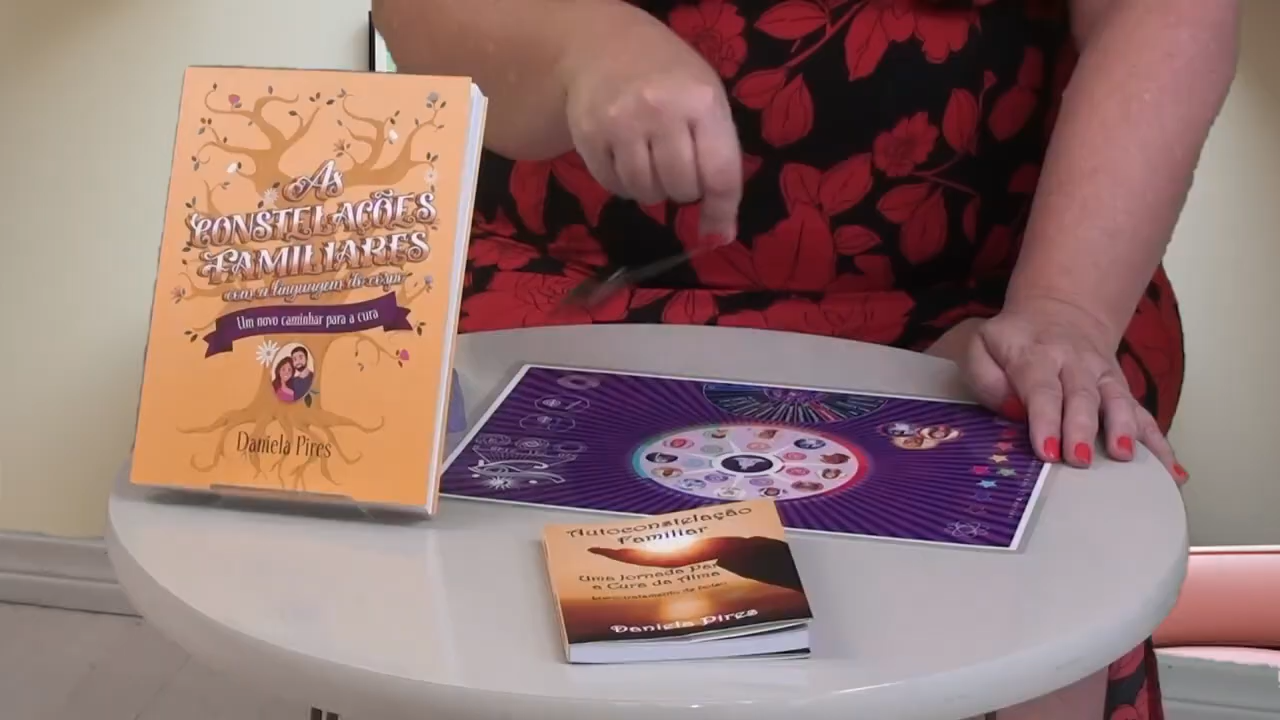 As
CONSTELAÇÕES
FAMILIARES
com a linguagem do corpo
Um novo caminhar para a cura
Daniela Pires
Autoconstelação
Familiar
Uma Jornada Para
a Cura da Alma
Daniela Pires